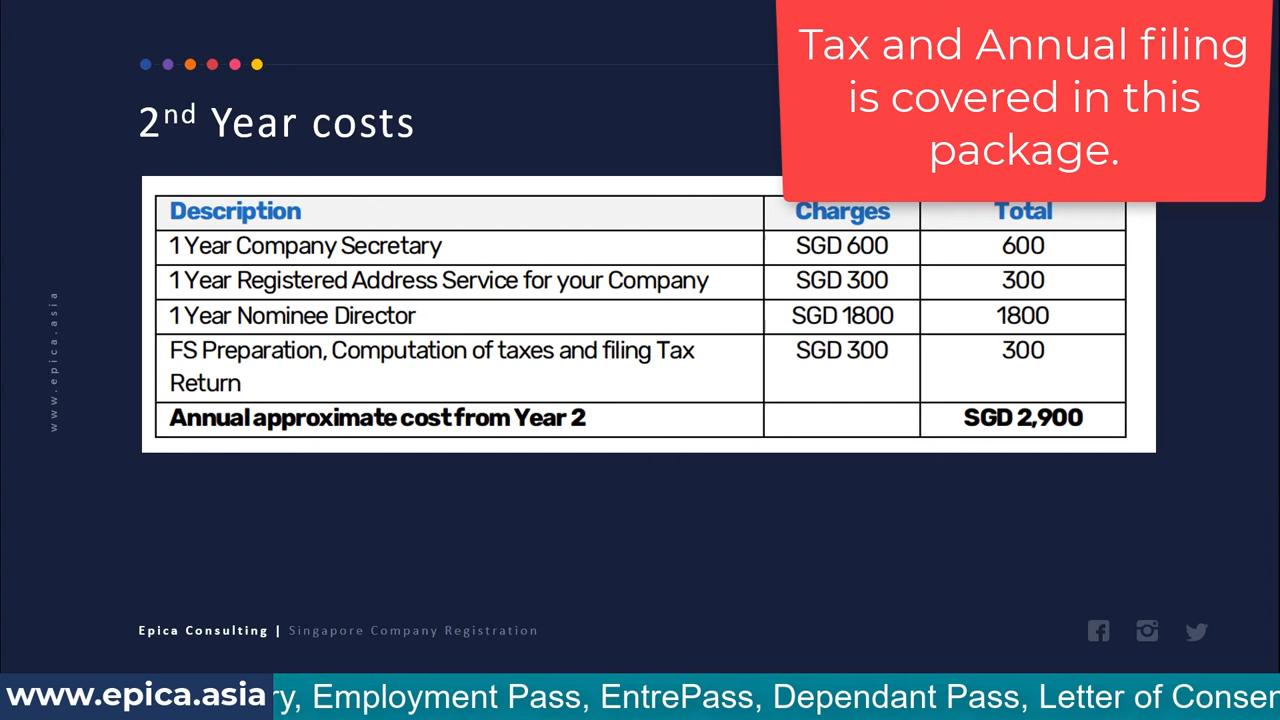 Tax and Annual filing
is covered in this
package.
2nd Year costs
Description Charges Total
1 Year Company Secretary SGD 600 600
1 Year Registered Address Service for your Company SGD 300 300
1 Year Nominee Director SGD 1800 1800
FS Preparation, Computation of taxes and filing Tax SGD 300 300
Return
Annual approximate cost from Year 2 SGD 2,900
www.epica.asia
Epica Consulting | Singapore Company Registration
www.epica.asia ry, Employment Pass, EntrePass, Dependant Pass, Letter of Conser